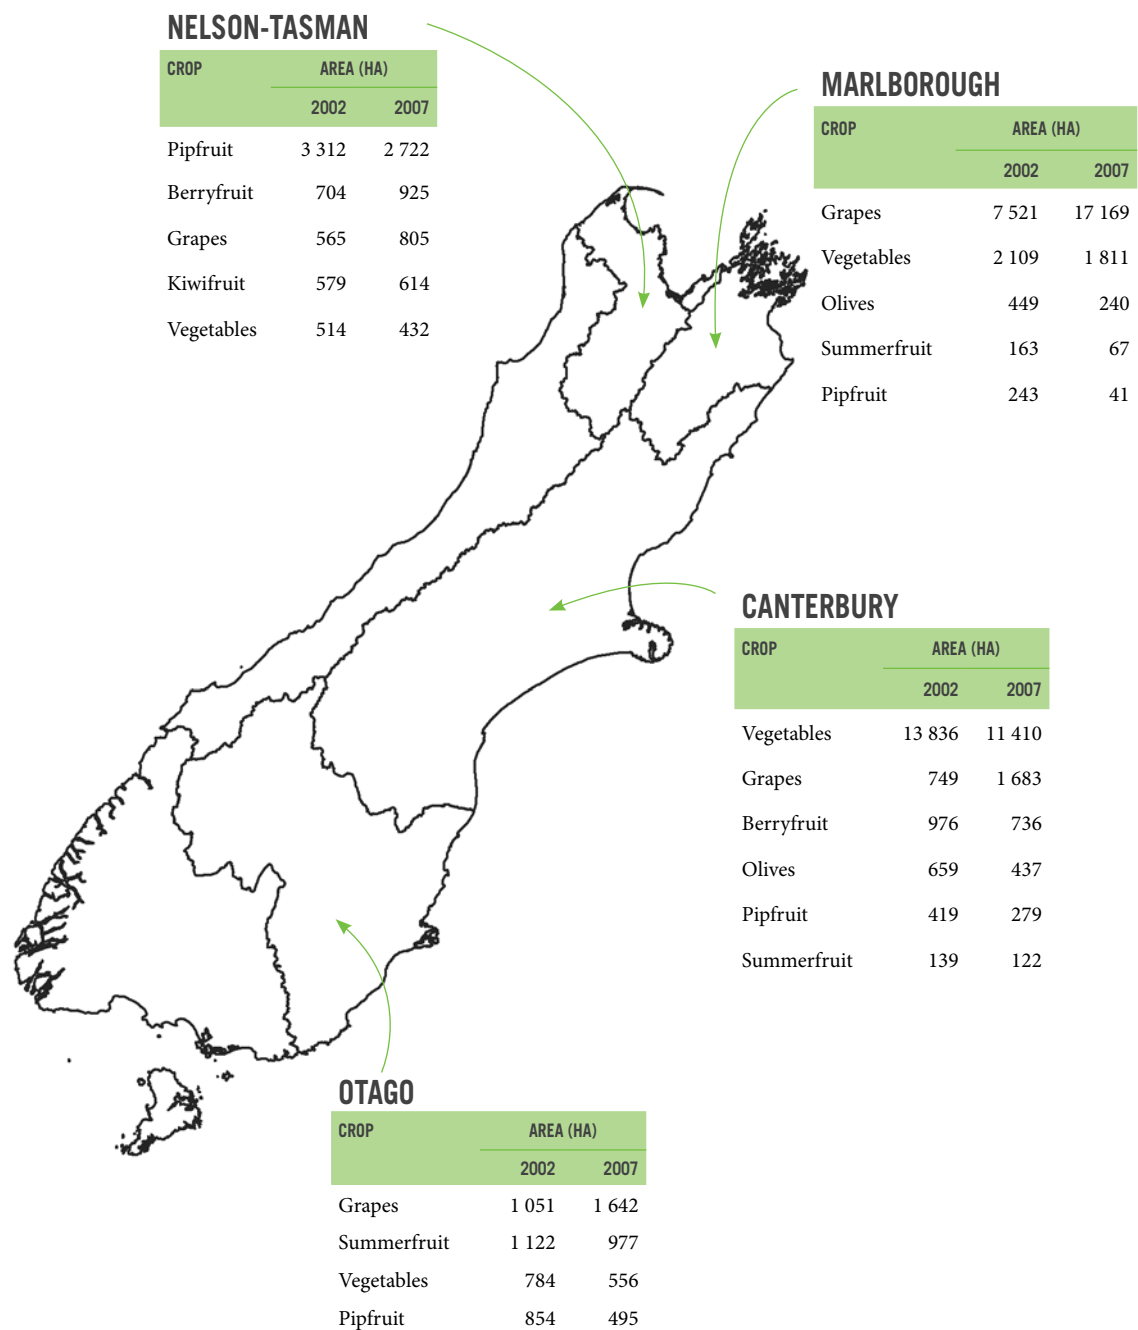 NELSON-TASMAN
CROP AREA (HA)
2002 2007
Pipfruit 3 312 2 722
Berryfruit 704 925
Grapes 565 805
Kiwifruit 579 614
Vegetables 514 432
MARLBOROUGH
CROP AREA (HA)
2002 2007
Grapes 7 521 17 169
Vegetables 2 109 1 811
Olives 449 240
Summerfruit 163 67
Pipfruit 243 41
CANTERBURY
CROP AREA (HA)
2002 2007
Vegetables 13 836 11 410
Grapes 749 1 683
Berryfruit 976 736
Olives 659 437
Pipfruit 419 279
Summerfruit 139 122
OTAGO
CROP AREA (HA)
2002 2007
Grapes 1 051 1 642
Summerfruit 1 122 977
Vegetables 784 556
Pipfruit 854 495